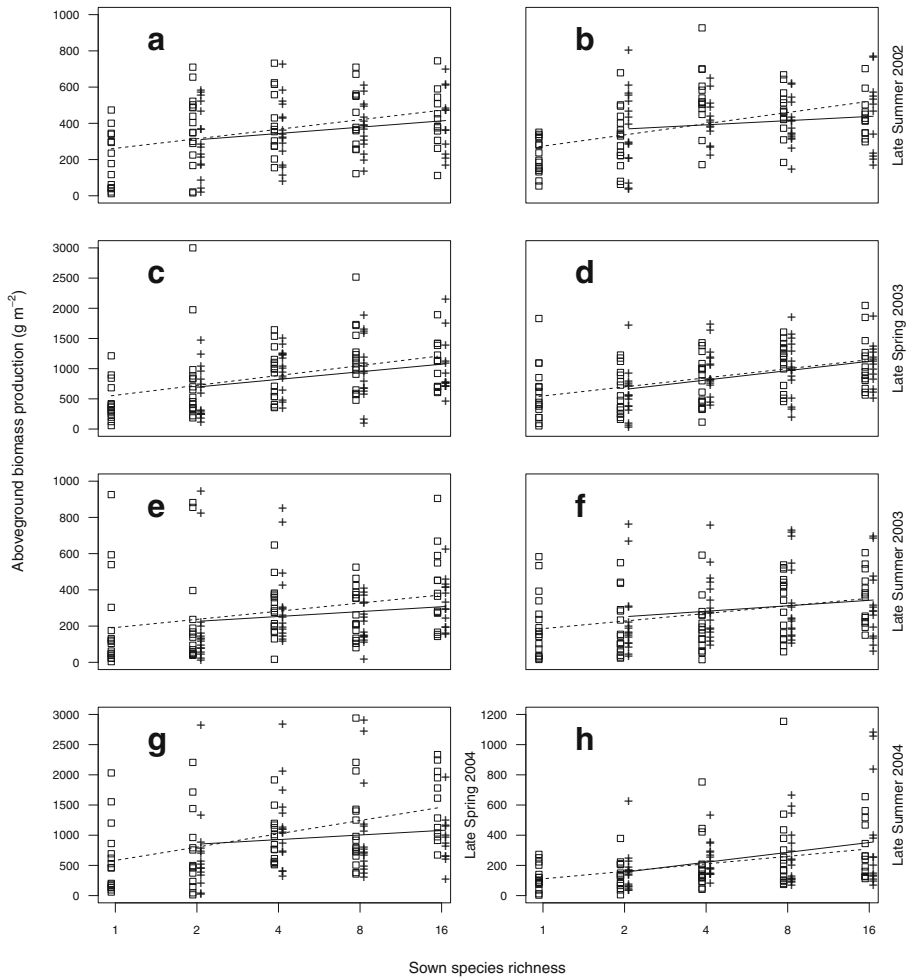 1000
800
600
400
200
0
a
b
Late Summer 2002
3000
2500
2000
1500
1000
500
0
c
d
Late Spring 2003
Aboveground biomass production (g m⁻²)
1000
800
600
400
200
0
e
f
Late Summer 2003
3000
2500
2000
1500
1000
500
0
g
Late Spring 2004
1200
1000
800
600
400
200
0
h
Late Summer 2004
1 2 4 8 16
1 2 4 8 16
Sown species richness